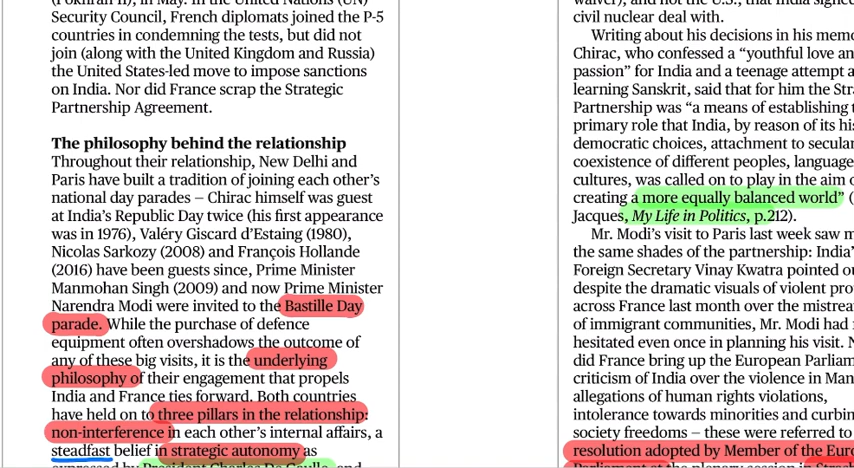 (Pokhran II), in May. In the United Nations (UN)
Security Council, French diplomats joined the P-5
countries in condemning the tests, but did not
join (along with the United Kingdom and Russia)
the United States-led move to impose sanctions
on India. Nor did France scrap the Strategic
Partnership Agreement.
The philosophy behind the relationship
Throughout their relationship, New Delhi and
Paris have built a tradition of joining each other’s
national day parades — Chirac himself was guest
at India’s Republic Day twice (his first appearance
was in 1976), Valéry Giscard d’Estaing (1980),
Nicolas Sarkozy (2008) and François Hollande
(2016) have been guests since, Prime Minister
Manmohan Singh (2009) and now Prime Minister
Narendra Modi were invited to the Bastille Day
parade. While the purchase of defence
equipment often overshadows the outcome of
any of these big visits, it is the underlying
philosophy of their engagement that propels
India and France ties forward. Both countries
have held on to three pillars in the relationship:
non-interference in each other’s internal affairs, a
steadfast belief in strategic autonomy as
expressed by President Charles De Gaulle, and
waiver), and not the U.S., that India signed
civil nuclear deal with.
Writing about his decisions in his
Chirac, who confessed a “youthful love
passion” for India and a teenage attempt
learning Sanskrit, said that for him the
Partnership was “a means of establishing
primary role that India, by reason of its
democratic choices, attachment to
coexistence of different peoples,
cultures, was called on to play in the aim
creating a more equally balanced world” (
Jacques, My Life in Politics, p.212).
Mr. Modi’s visit to Paris last week saw
the same shades of the partnership:
Foreign Secretary Vinay Kwatra pointed
despite the dramatic visuals of violent
across France last month over the
of immigrant communities, Mr. Modi had
hesitated even once in planning his visit.
did France bring up the European
criticism of India over the violence in
allegations of human rights violations,
intolerance towards minorities and
society freedoms — these were referred to
resolution adopted by Member of the
Parliament at the plenary session in